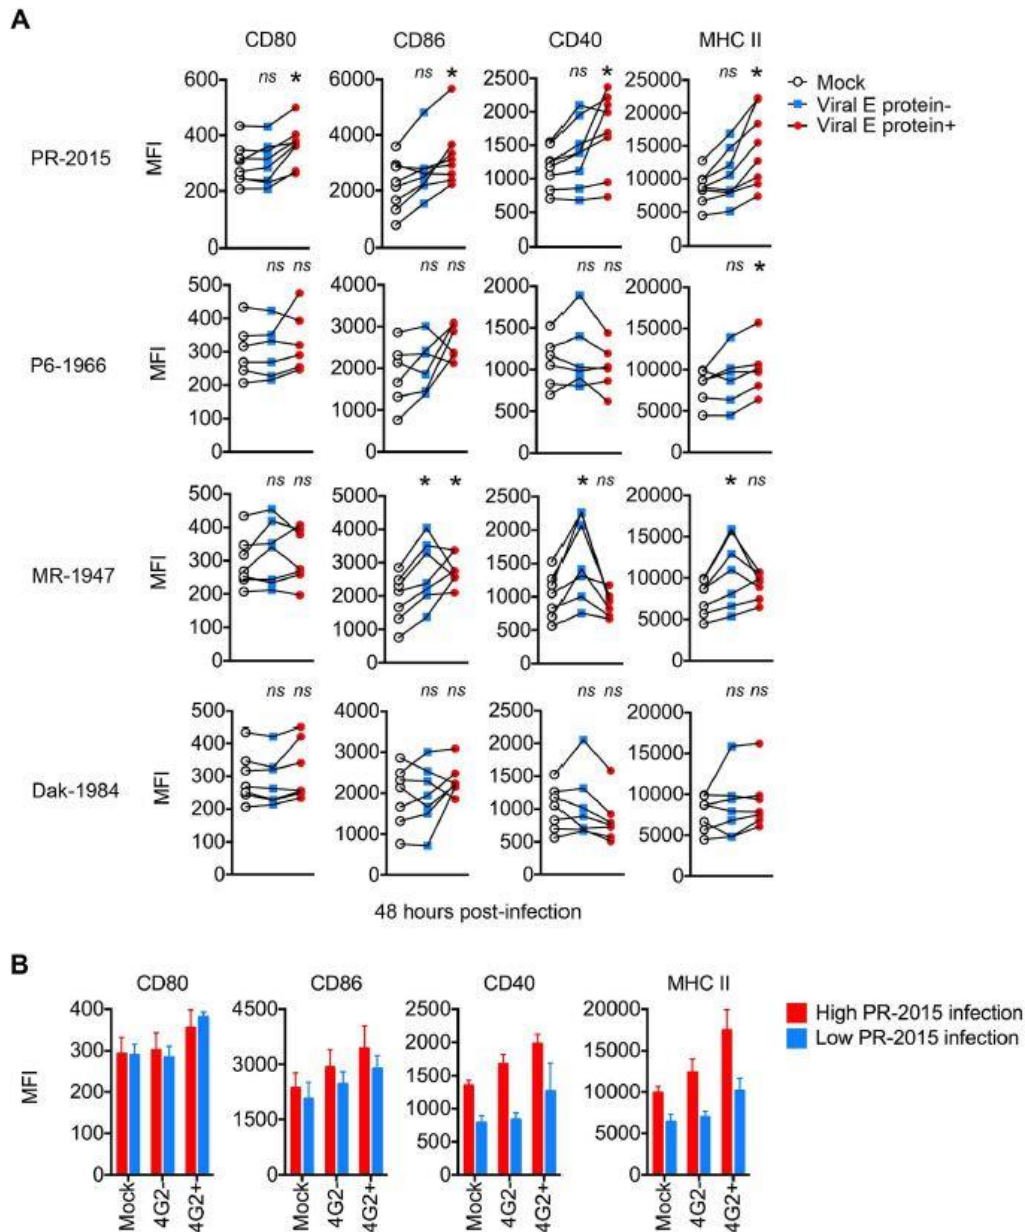 A
CD80 CD86 CD40 MHC II
PR-2015
MFI
600 400 200 0
ns *
6000 4000 2000 0
ns *
2500 2000 1500 1000 500 0
ns *
25000 20000 15000 10000 5000 0
ns *
Mock
Viral E protein-
Viral E protein+
P6-1966
MFI
500 400 300 200 100 0
ns ns
4000 3000 2000 1000 0
ns ns
2000 1500 1000 500 0
ns ns
20000 15000 10000 5000 0
ns *
MR-1947
MFI
500 400 300 200 100 0
ns ns
5000 4000 3000 2000 1000 0
* *
2500 2000 1500 1000 500 0
* ns
20000 15000 10000 5000 0
* ns
Dak-1984
MFI
500 400 300 200 100 0
ns ns
4000 3000 2000 1000 0
ns ns
2500 2000 1500 1000 500 0
ns ns
20000 15000 10000 5000 0
ns ns
48 hours post-infection
B
CD80 CD86 CD40 MHC II
MFI
400 300 200 100 0
Mock 4G2- 4G2+
4500 3000 1500 0
Mock 4G2- 4G2+
2500 2000 1500 1000 500 0
Mock 4G2- 4G2+
20000 15000 10000 5000 0
Mock 4G2- 4G2+
High PR-2015 infection
Low PR-2015 infection